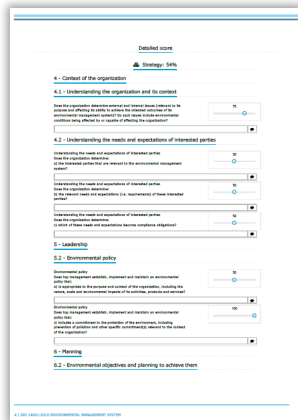 Detailed score
Strategy: 54%
4 - Context of the organization
4.1 - Understanding the organization and its context
Does the organization determine external and internal issues (relevant to its
purpose and affecting its ability to achieve the intended outcomes of its
environmental management system)? Do such issues include environmental
conditions being affected by or capable of affecting the organization?
75
4.2 - Understanding the needs and expectations of interested parties
Understanding the needs and expectations of interested parties
Does the organization determine:
a) the interested parties that are relevant to the environmental management
system?
50
Understanding the needs and expectations of interested parties
Does the organization determine:
b) the relevant needs and expectations (i.e. requirements) of these interested
parties?
50
Understanding the needs and expectations of interested parties
Does the organization determine:
c) which of these needs and expectations become compliance obligations?
50
5 - Leadership
5.2 - Environmental policy
Environmental policy
Does top management establish, implement and maintain an environmental
policy that:
a) is appropriate to the purpose and context of the organization, including the
nature, scale and environmental impacts of its activities, products and services?
50
Environmental policy
Does top management establish, implement and maintain an environmental
policy that:
c) includes a commitment to the protection of the environment, including
prevention of pollution and other specific commitment(s) relevant to the context
of the organization?
100
6 - Planning
6.2 - Environmental objectives and planning to achieve them
4 | ISO 14001:2015 ENVIRONMENTAL MANAGEMENT SYSTEM